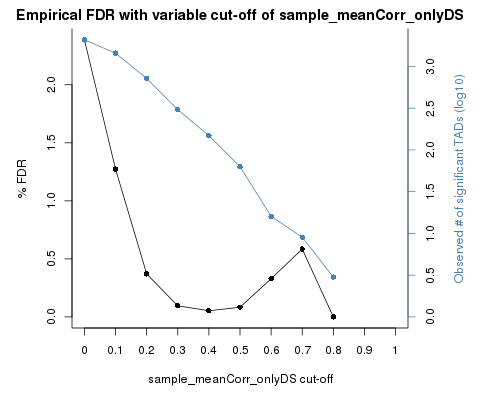 Empirical FDR with variable cut-off of sample_meanCorr_onlyDS
% FDR
0.0 0.5 1.0 1.5 2.0
0.0 0.5 1.0 1.5 2.0 2.5 3.0
Observed # of significant TADs (log10)
0 0.1 0.2 0.3 0.4 0.5 0.6 0.7 0.8 0.9 1
sample_meanCorr_onlyDS cut-off